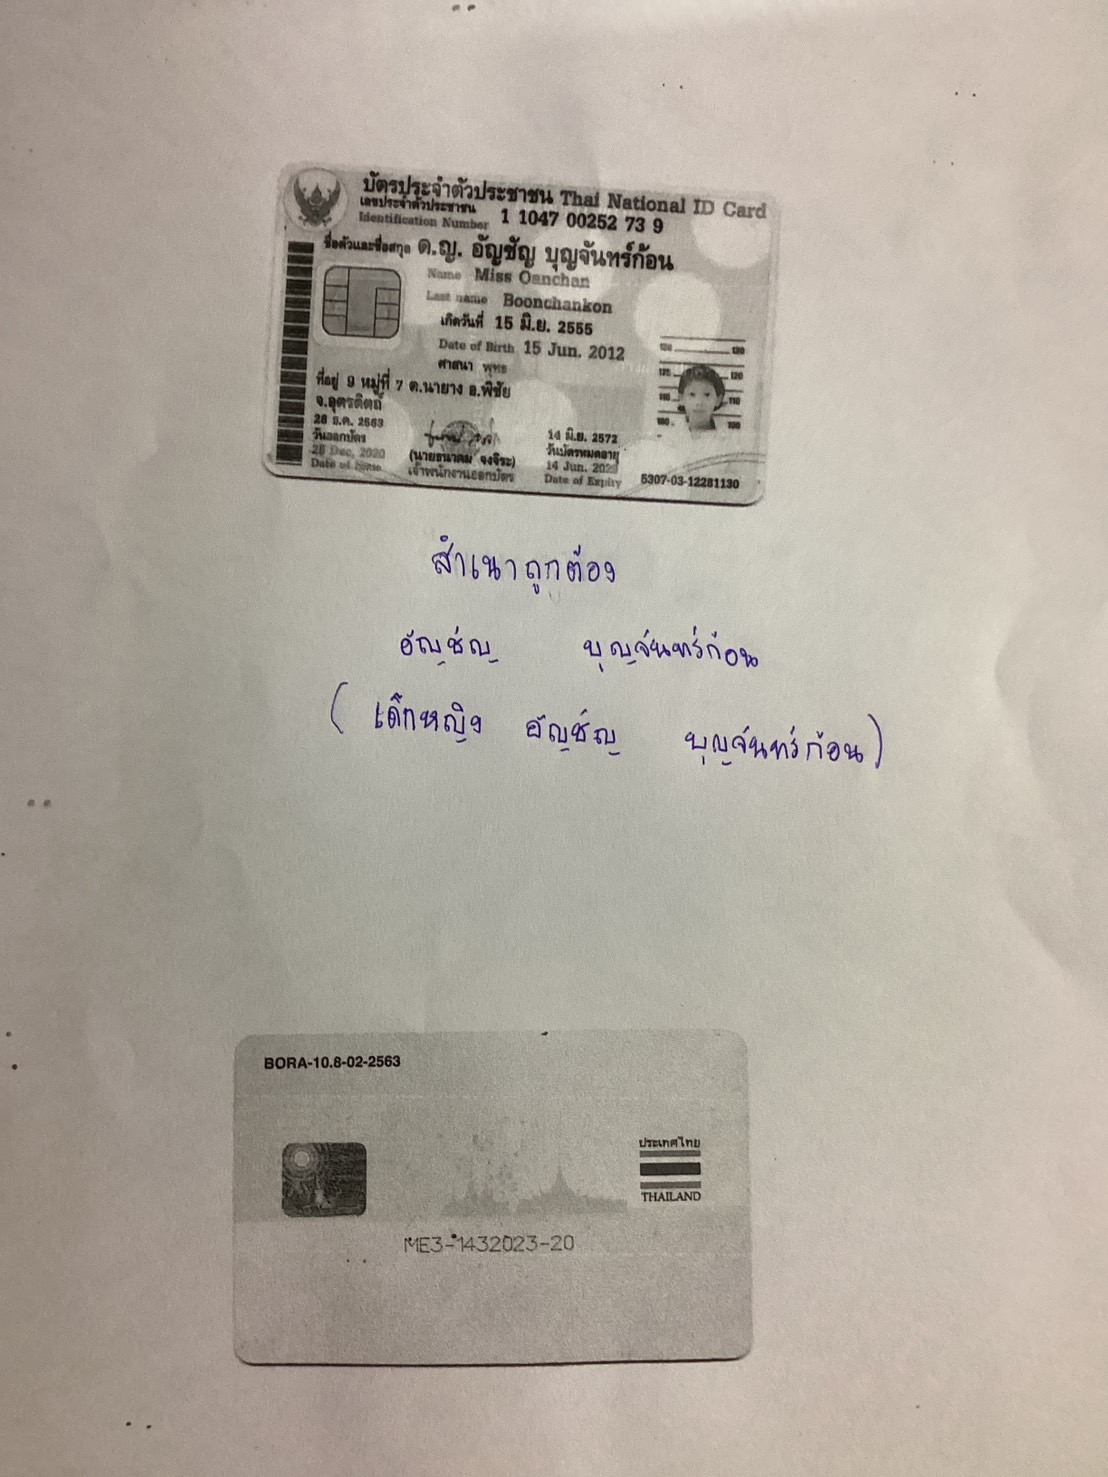 บัตรประจำตัวประชาชน Thai National ID Card
เลขประจำตัวประชาชน
Identification Number 1 1047 00252 73 9
ชื่อตัวและชื่อสกุล ด.ญ. อัญชัญ บุญจันทร์ก้อน
Name Miss Oanchan
Last name Boonchankon
เกิดวันที่ 15 มิ.ย. 2555
Date of Birth 15 Jun. 2012
ศาสนา พุทธ
ที่อยู่ 9 หมู่ที่ 7 ต.นายาง อ.พิชัย
จ.อุตรดิตถ์
28 ธ.ค. 2563
วันออกบัตร
28 Dec. 2020
Date of Issue
เจ้าพนักงานออกบัตร
14 มิ.ย. 2572
วันบัตรหมดอายุ
14 Jun. 2029
Date of Expiry
5307-03-12281130
สำเนาถูกต้อง
อัญชัญ บุญจันทร์ก้อน
(เด็กหญิง อัญชัญ บุญจันทร์ก้อน)
BORA-10.8-02-2563
ประเทศไทย
THAILAND
ME3-1432023-20